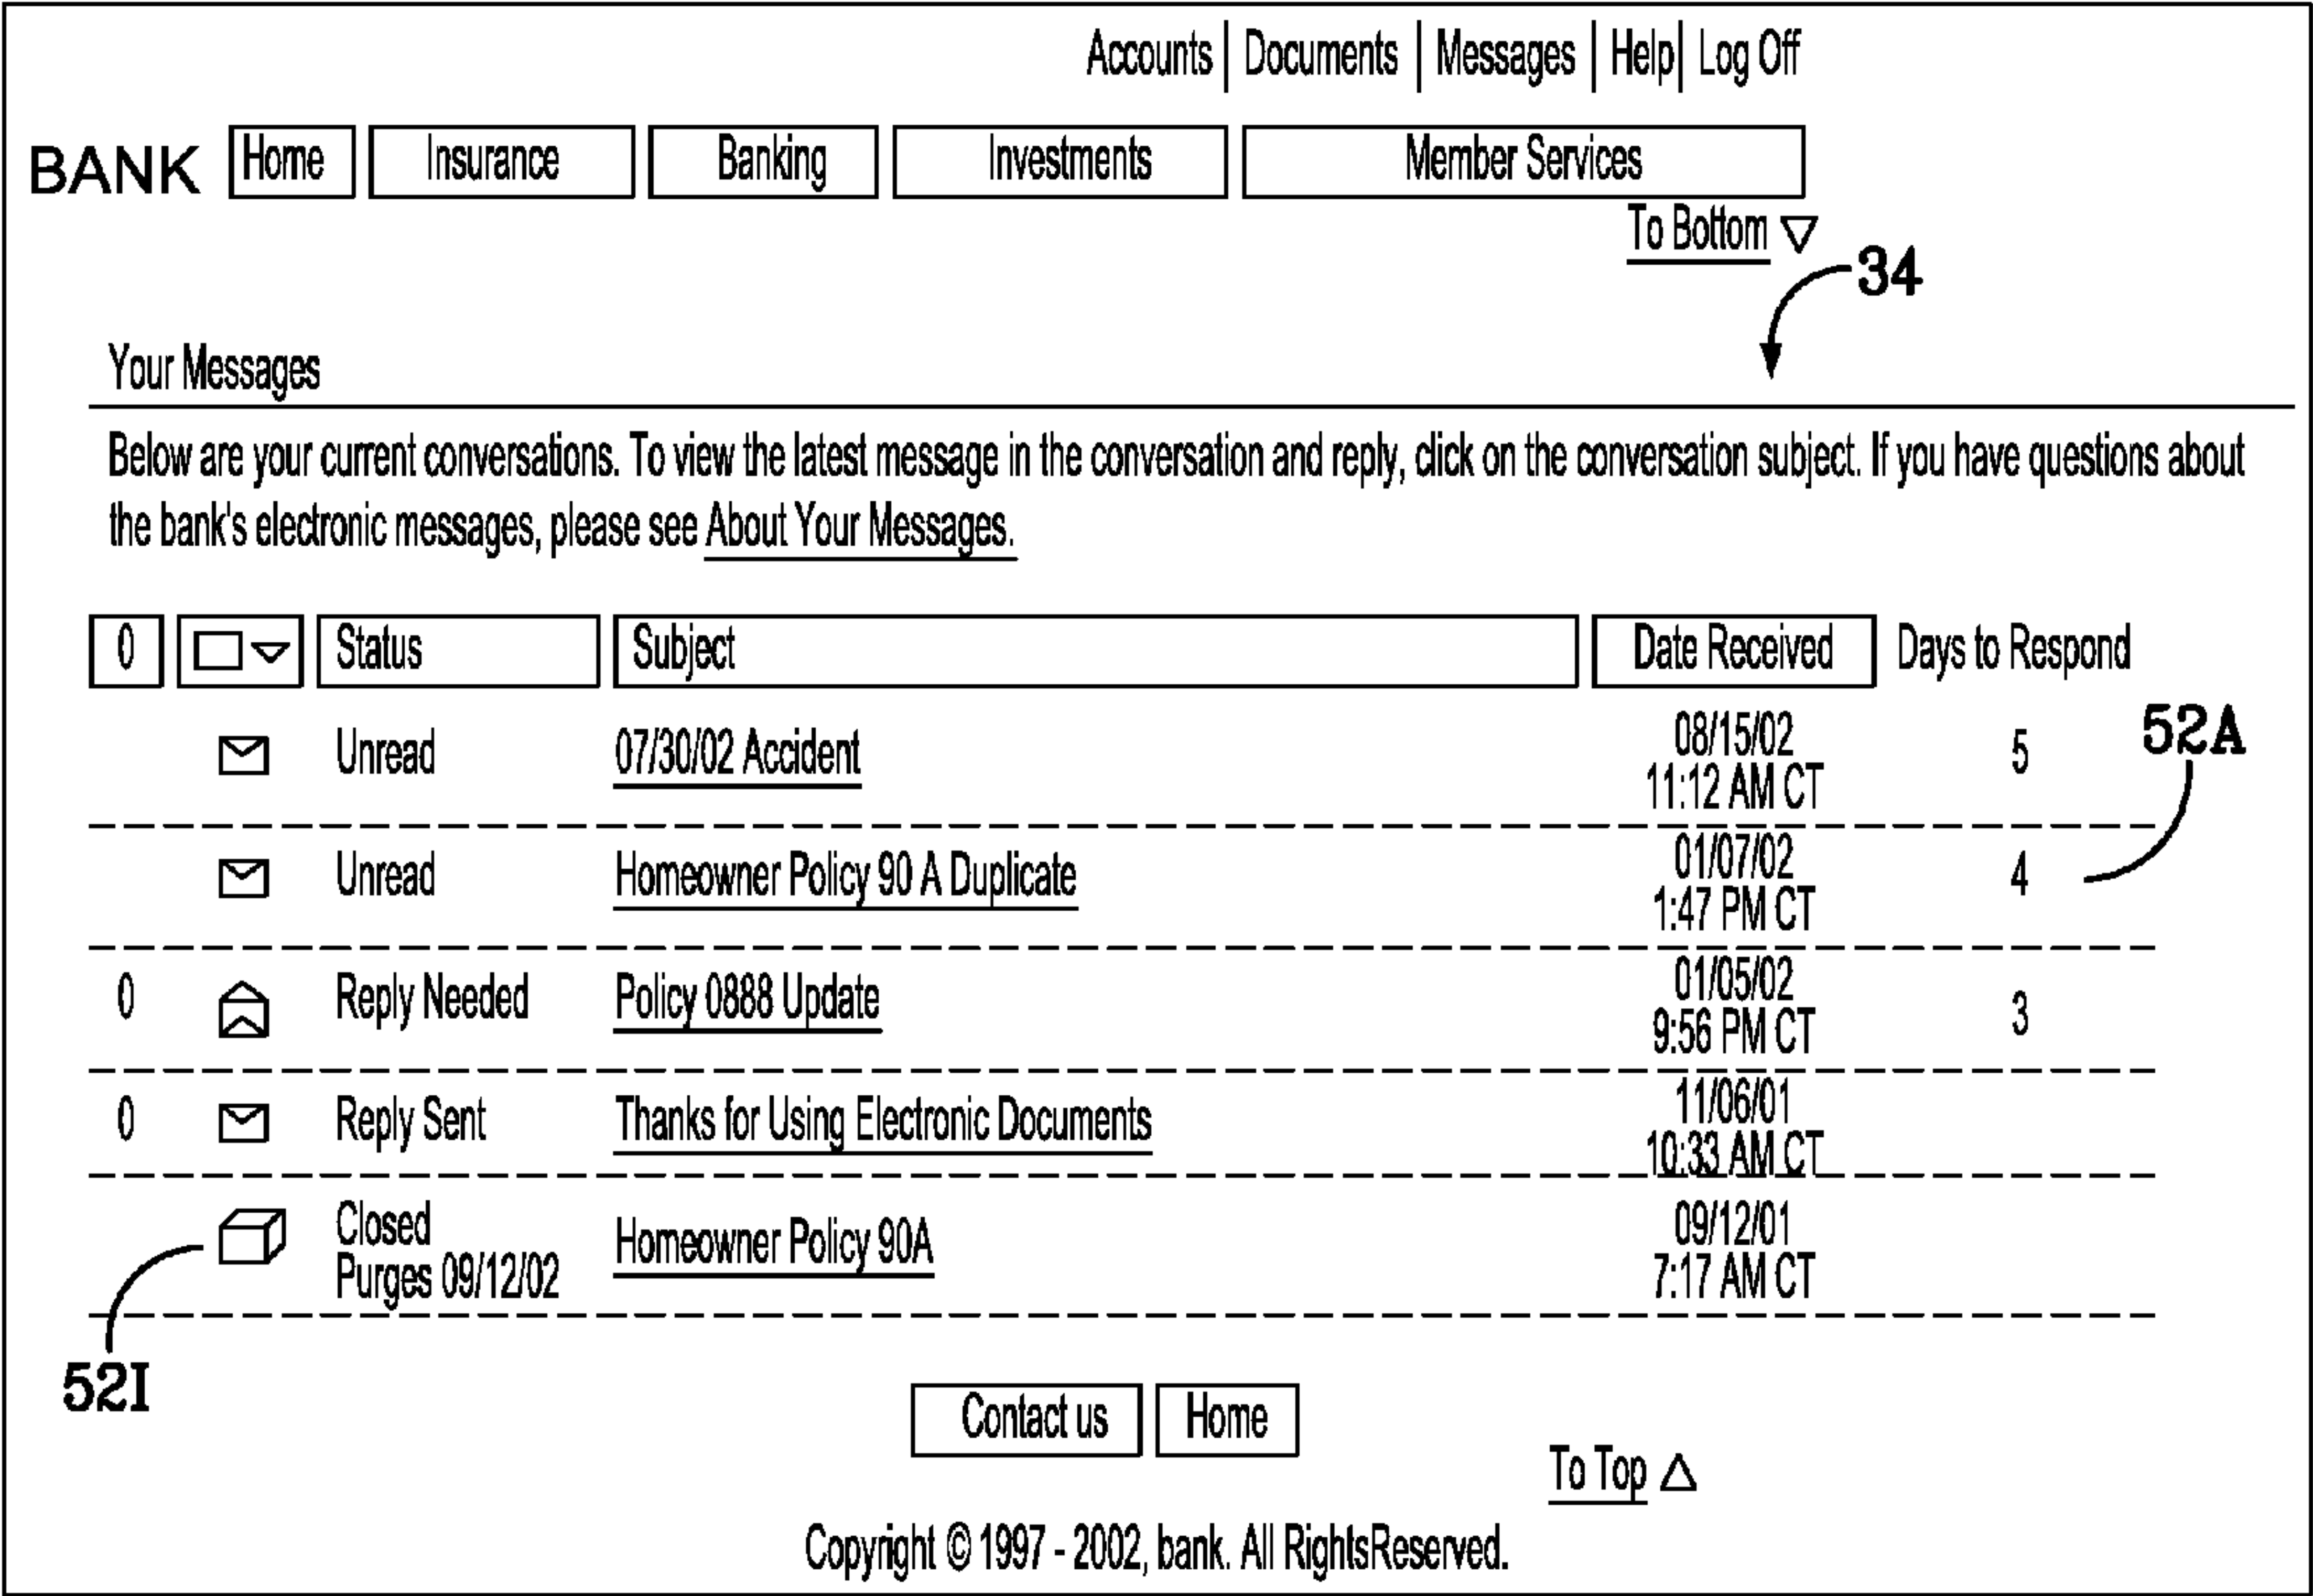 Accounts | Documents | Messages | Help | Log Off
BANK Home Insurance Banking Investments Member Services
To Bottom
34
Your Messages
Below are your current conversations. To view the latest message in the conversation and reply, click on the conversation subject. If you have questions about
the bank's electronic messages, please see About Your Messages.
0 Status Subject Date Received Days to Respond
Unread 07/30/02 Accident 08/15/02 11:12 AM CT 5
52A
Unread Homeowner Policy 90 A Duplicate 01/07/02 1:47 PM CT 4
0 Reply Needed Policy 0888 Update 01/05/02 9:56 PM CT 3
0 Reply Sent Thanks for Using Electronic Documents 11/06/01 10:33 AM CT
Closed Purges 09/12/02 Homeowner Policy 90A 09/12/01 7:17 AM CT
52I
Contact us Home
To Top
Copyright © 1997 - 2002, bank. All RightsReserved.